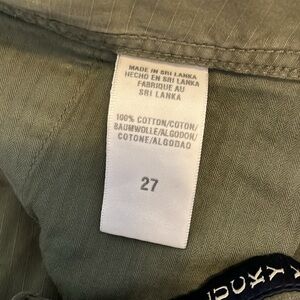 MADE IN SRI LANKA
HECHO EN SRI LANKA
FABRIQUE AU
SRI LANKA
100% COTTON/COTON/
BAUMWOLLE/ALGODON/
COTONE/ALGODAO
27
UCKY